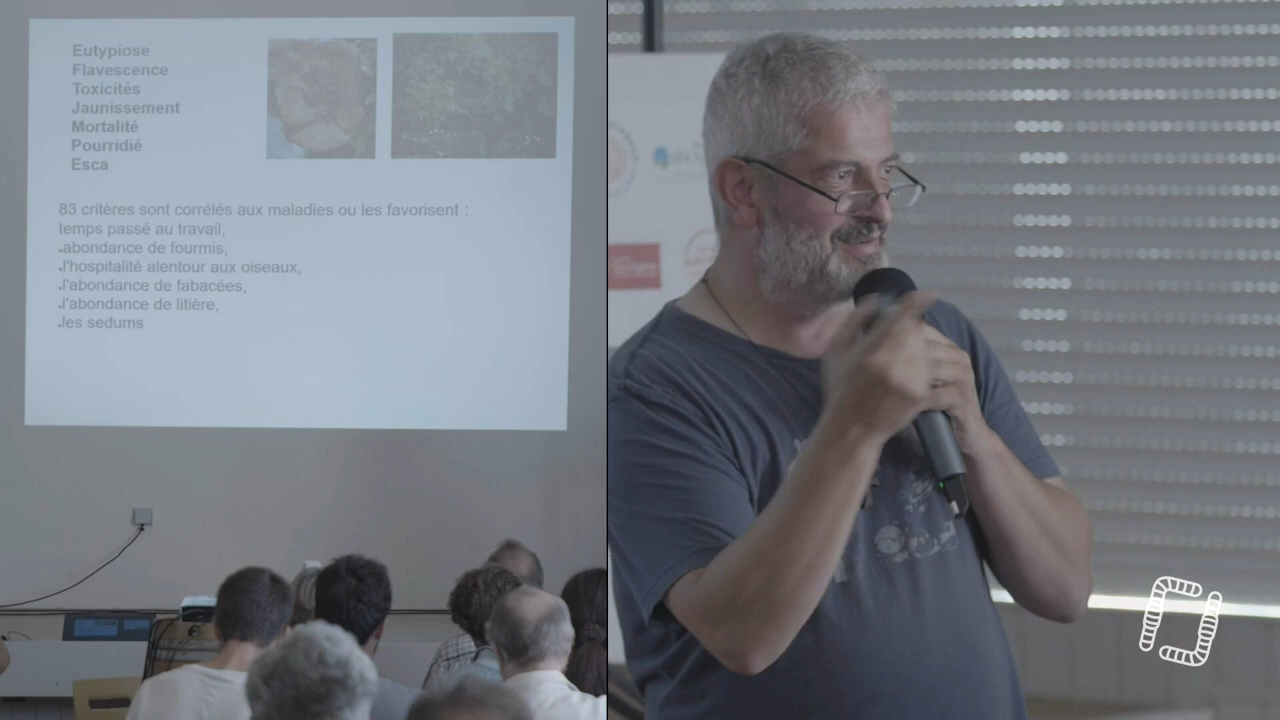 Eutypiose
Flavescence
Toxicités
Jaunissement
Mortalité
Pourridié
Esca
83 critères sont corrélés aux maladies ou les favorisent :
temps passé au travail,
.abondance de fourmis,
.l'hospitalité alentour aux oiseaux,
.l'abondance de fabacées,
.l'abondance de litière,
.les sedums